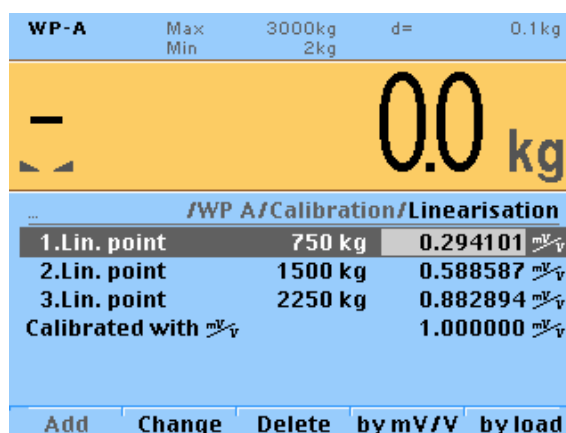 WP-A Max 3000kg d= 0.1kg
Min 2kg
– 0.0 kg
... /WP A/Calibration/Linearisation
1.Lin. point 750 kg 0.294101 mV/V
2.Lin. point 1500 kg 0.588587 mV/V
3.Lin. point 2250 kg 0.882894 mV/V
Calibrated with mV/V 1.000000 mV/V
Add Change Delete by mV/V by load